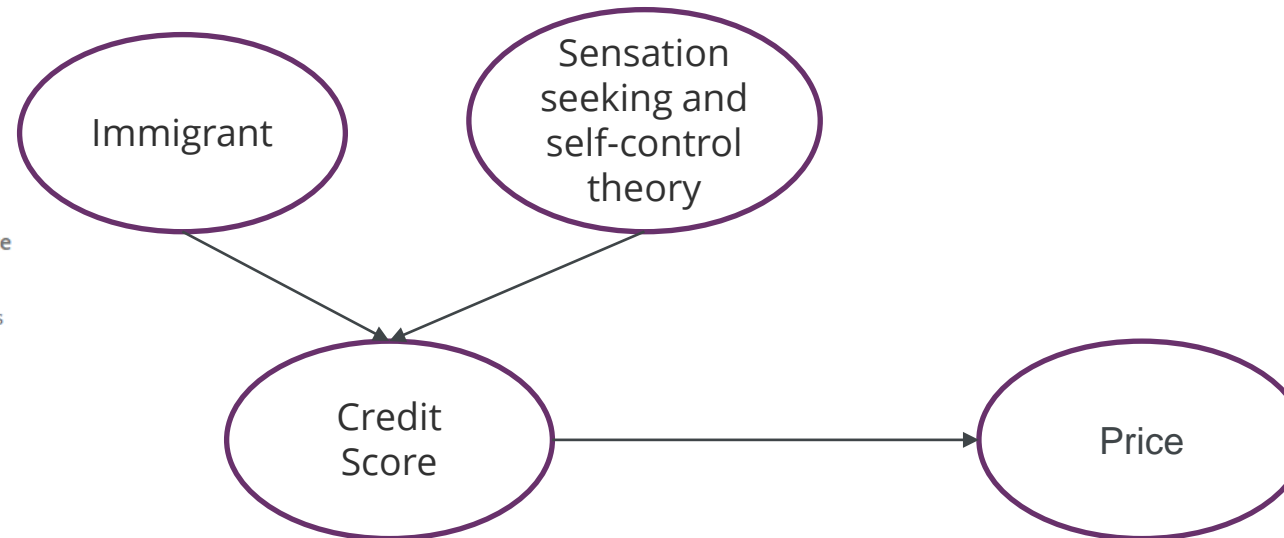 Immigrant
Sensation
seeking and
self-control
theory
Credit
Score
Price